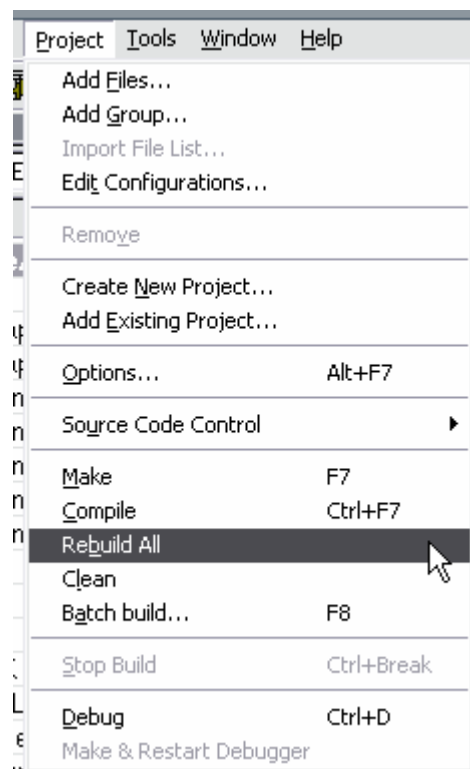 Project Tools Window Help
Add Files...
Add Group...
Import File List...
Edit Configurations...
Remove
Create New Project...
Add Existing Project...
Options... Alt+F7
Source Code Control
Make F7
Compile Ctrl+F7
Rebuild All
Clean
Batch build... F8
Stop Build Ctrl+Break
Debug Ctrl+D
Make & Restart Debugger